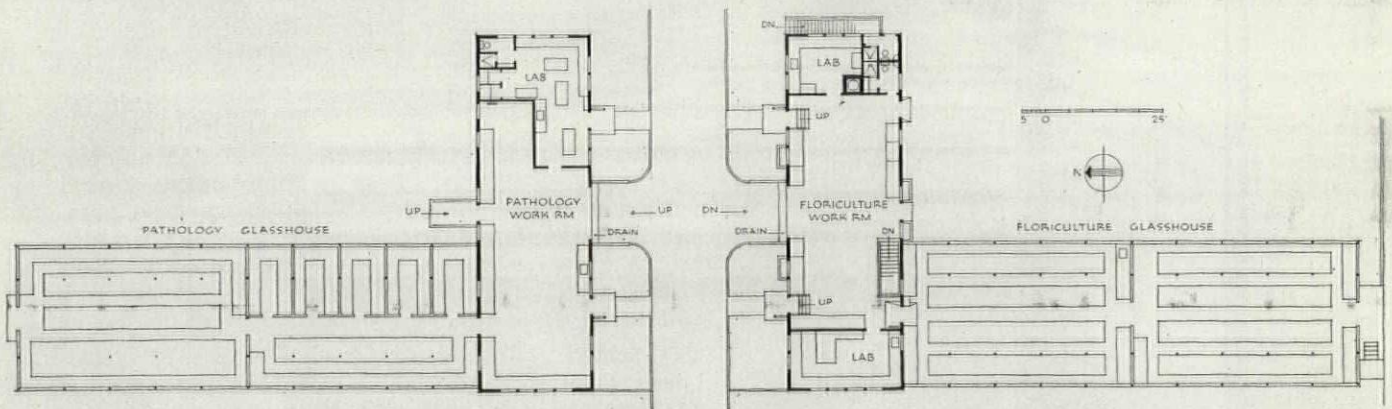 DN
LAB
LAB
UP
5 0 25'
N
UP
PATHOLOGY
WORK RM
UP
DN
FLORICULTURE
WORK RM
PATHOLOGY GLASSHOUSE
DRAIN
DRAIN
DN
FLORICULTURE GLASSHOUSE
UP
LAB